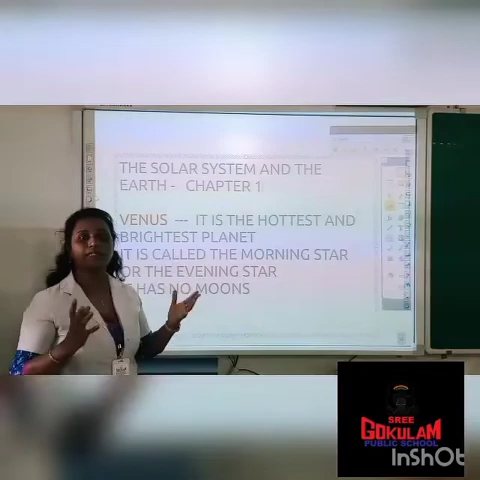 THE SOLAR SYSTEM AND THE
EARTH - CHAPTER 1
VENUS --- IT IS THE HOTTEST AND
BRIGHTEST PLANET
IT IS CALLED THE MORNING STAR
OR THE EVENING STAR
IT HAS NO MOONS
SREE
GOKULAM
PUBLIC SCHOOL
InShOt